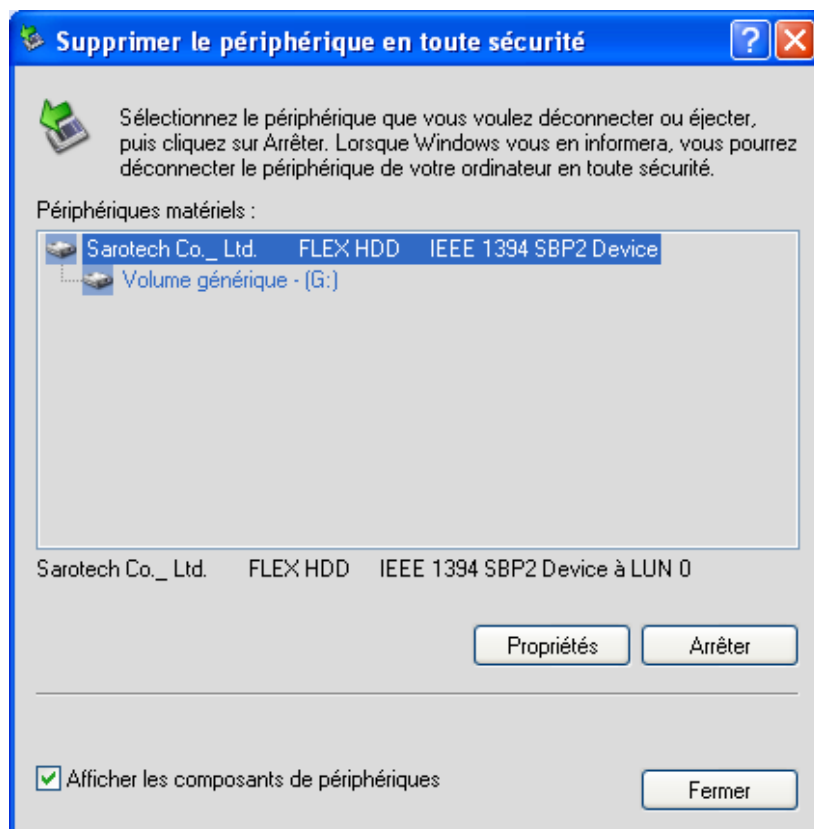 Supprimer le périphérique en toute sécurité
Sélectionnez le périphérique que vous voulez déconnecter ou éjecter,
puis cliquez sur Arrêter. Lorsque Windows vous en informera, vous pourrez
déconnecter le périphérique de votre ordinateur en toute sécurité.
Périphériques matériels :
Sarotech Co._ Ltd. FLEX HDD IEEE 1394 SBP2 Device
Volume générique - (G:)
Sarotech Co._ Ltd. FLEX HDD IEEE 1394 SBP2 Device à LUN 0
Propriétés Arrêter
Afficher les composants de périphériques
Fermer